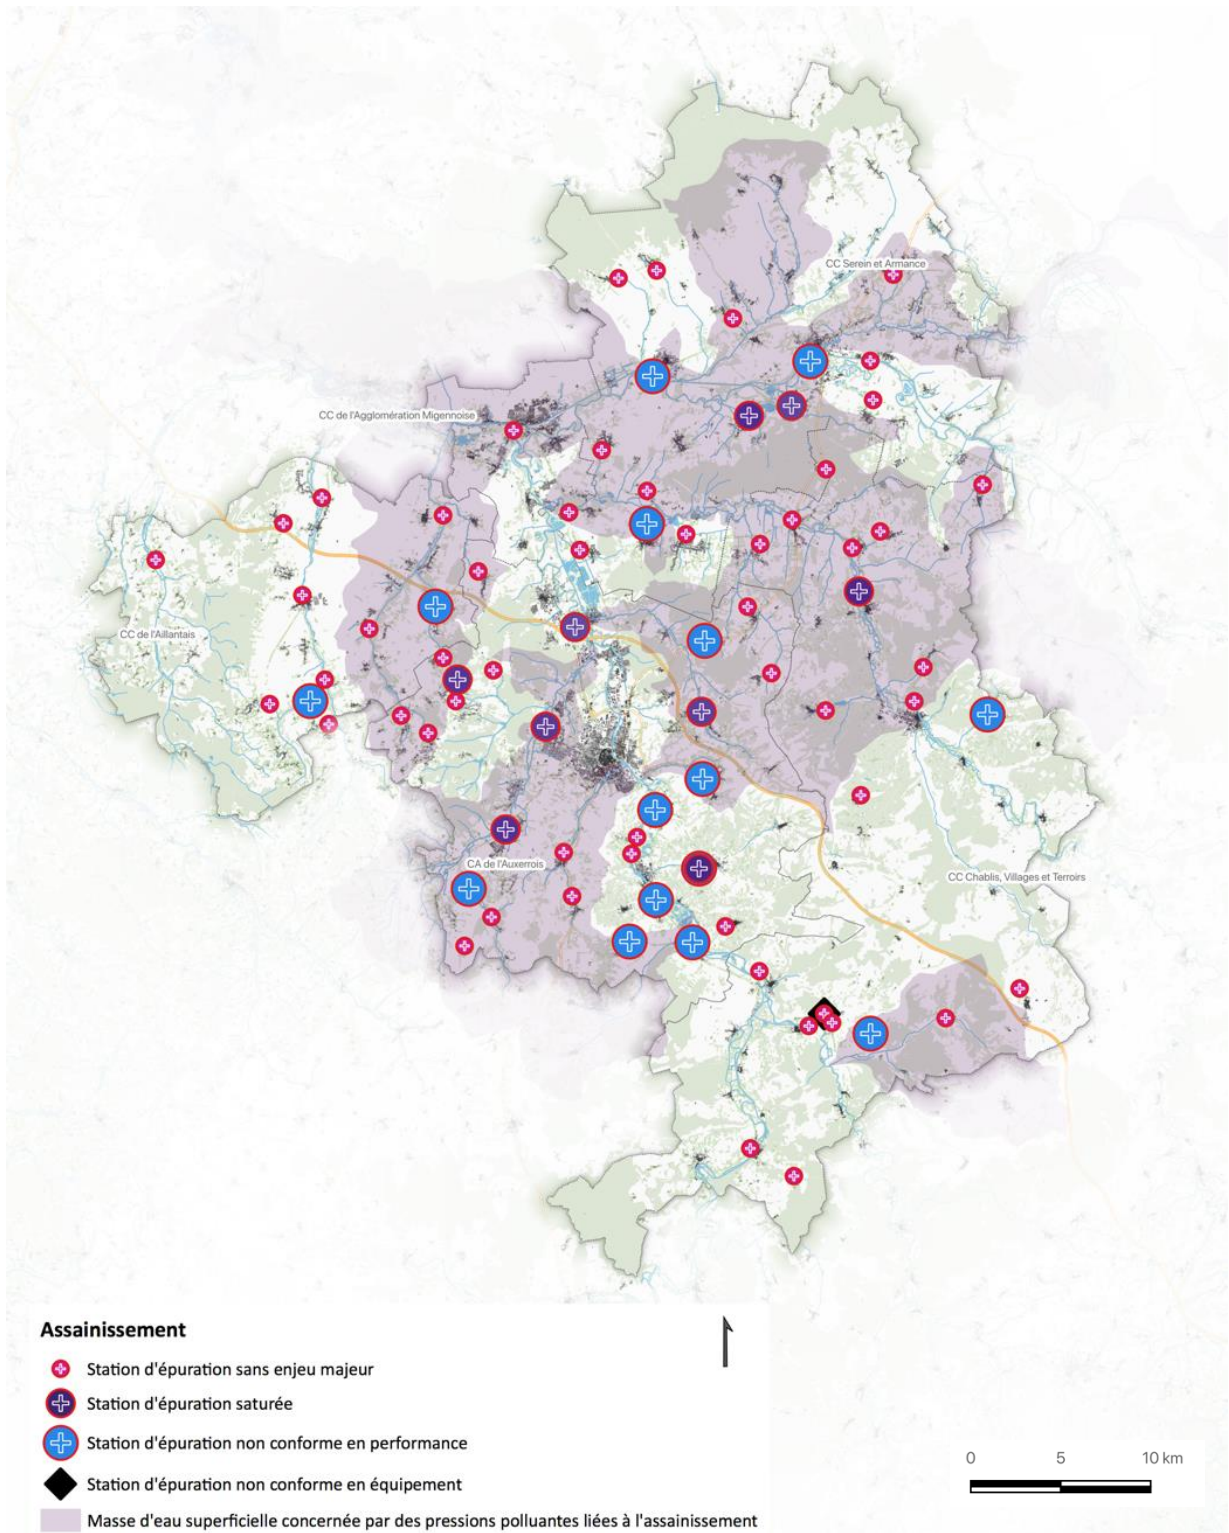 CC Serein et Armance
CC de l'Agglomération Migennoise
CC de l'Aillantais
CA de l'Auxerrois
CC Chablis, Villages et Terroirs
Assainissement
Station d'épuration sans enjeu majeur
Station d'épuration saturée
Station d'épuration non conforme en performance
Station d'épuration non conforme en équipement
Masse d'eau superficielle concernée par des pressions polluantes liées à l'assainissement
0 5 10 km